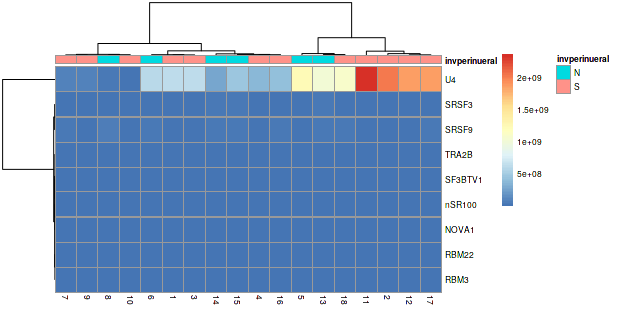 invperinueral
U4
SRSF3
SRSF9
TRA2B
SF3BTV1
nSR100
NOVA1
RBM22
RBM3
7 9 8 10 6 1 3 14 15 4 16 5 13 18 11 2 12 17
2e+09
1.5e+09
1e+09
5e+08
invperinueral
N
S